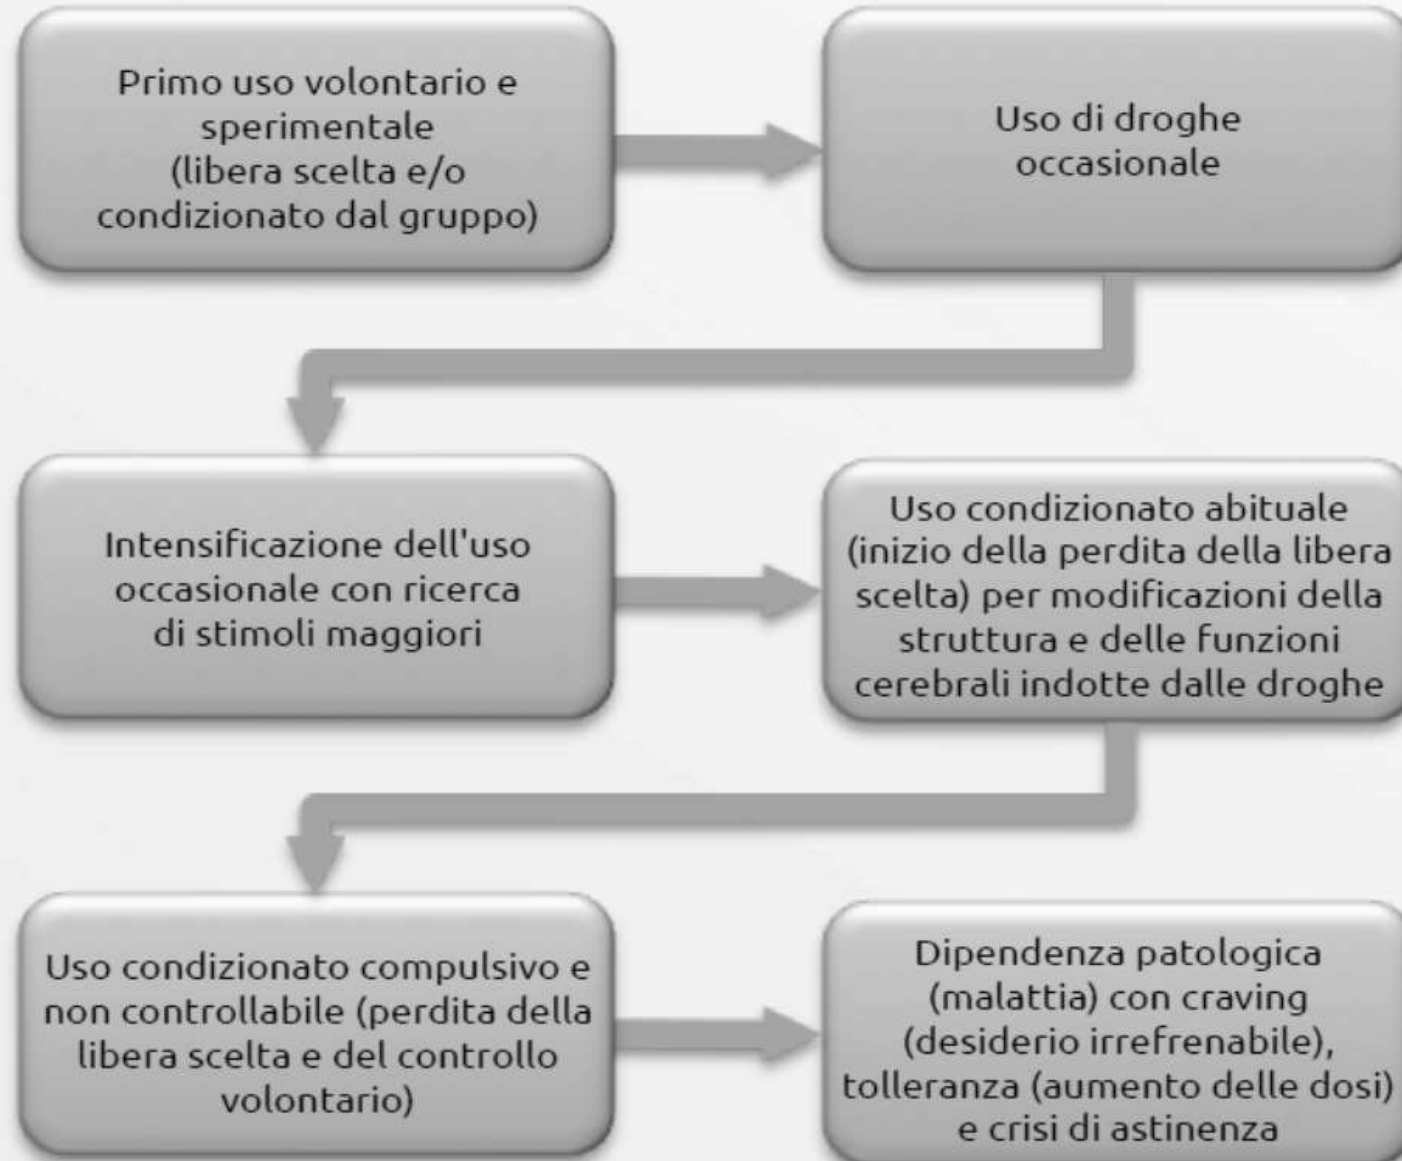 Primo uso volontario e
sperimentale
(libera scelta e/o
condizionato dal gruppo)
Uso di droghe
occasionale
Intensificazione dell'uso
occasionale con ricerca
di stimoli maggiori
Uso condizionato abituale
(inizio della perdita della libera
scelta) per modificazioni della
struttura e delle funzioni
cerebrali indotte dalle droghe
Uso condizionato compulsivo e
non controllabile (perdita della
libera scelta e del controllo
volontario)
Dipendenza patologica
(malattia) con craving
(desiderio irrefrenabile),
tolleranza (aumento delle dosi)
e crisi di astinenza